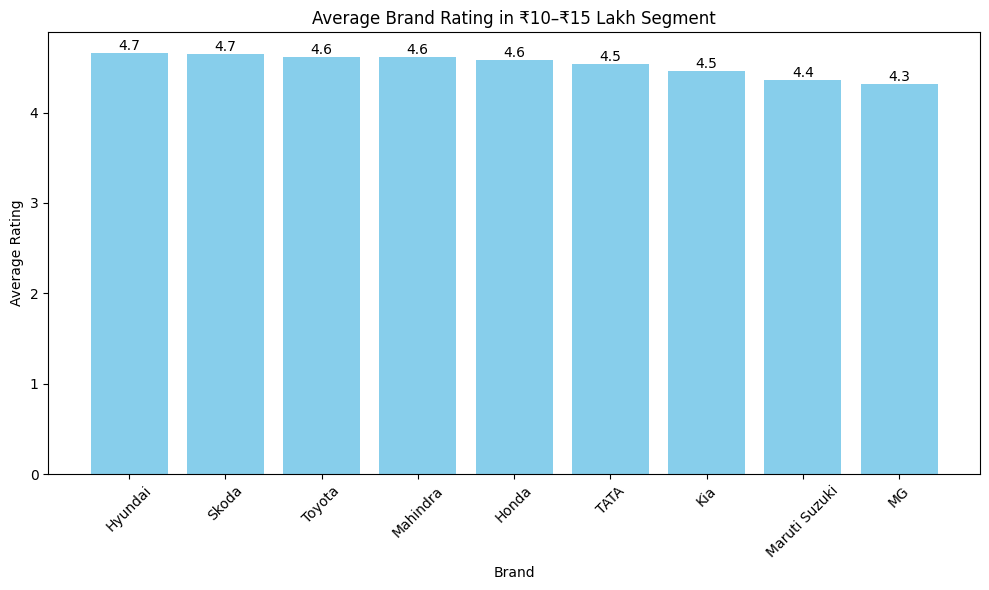 Average Brand Rating in ₹10–₹15 Lakh Segment
4.7
4.7
4.6
4.6
4.6
4.5
4.5
4.4
4.3
Average Rating
4
3
2
1
0
Hyundai
Skoda
Toyota
Mahindra
Honda
TATA
Kia
Maruti Suzuki
MG
Brand